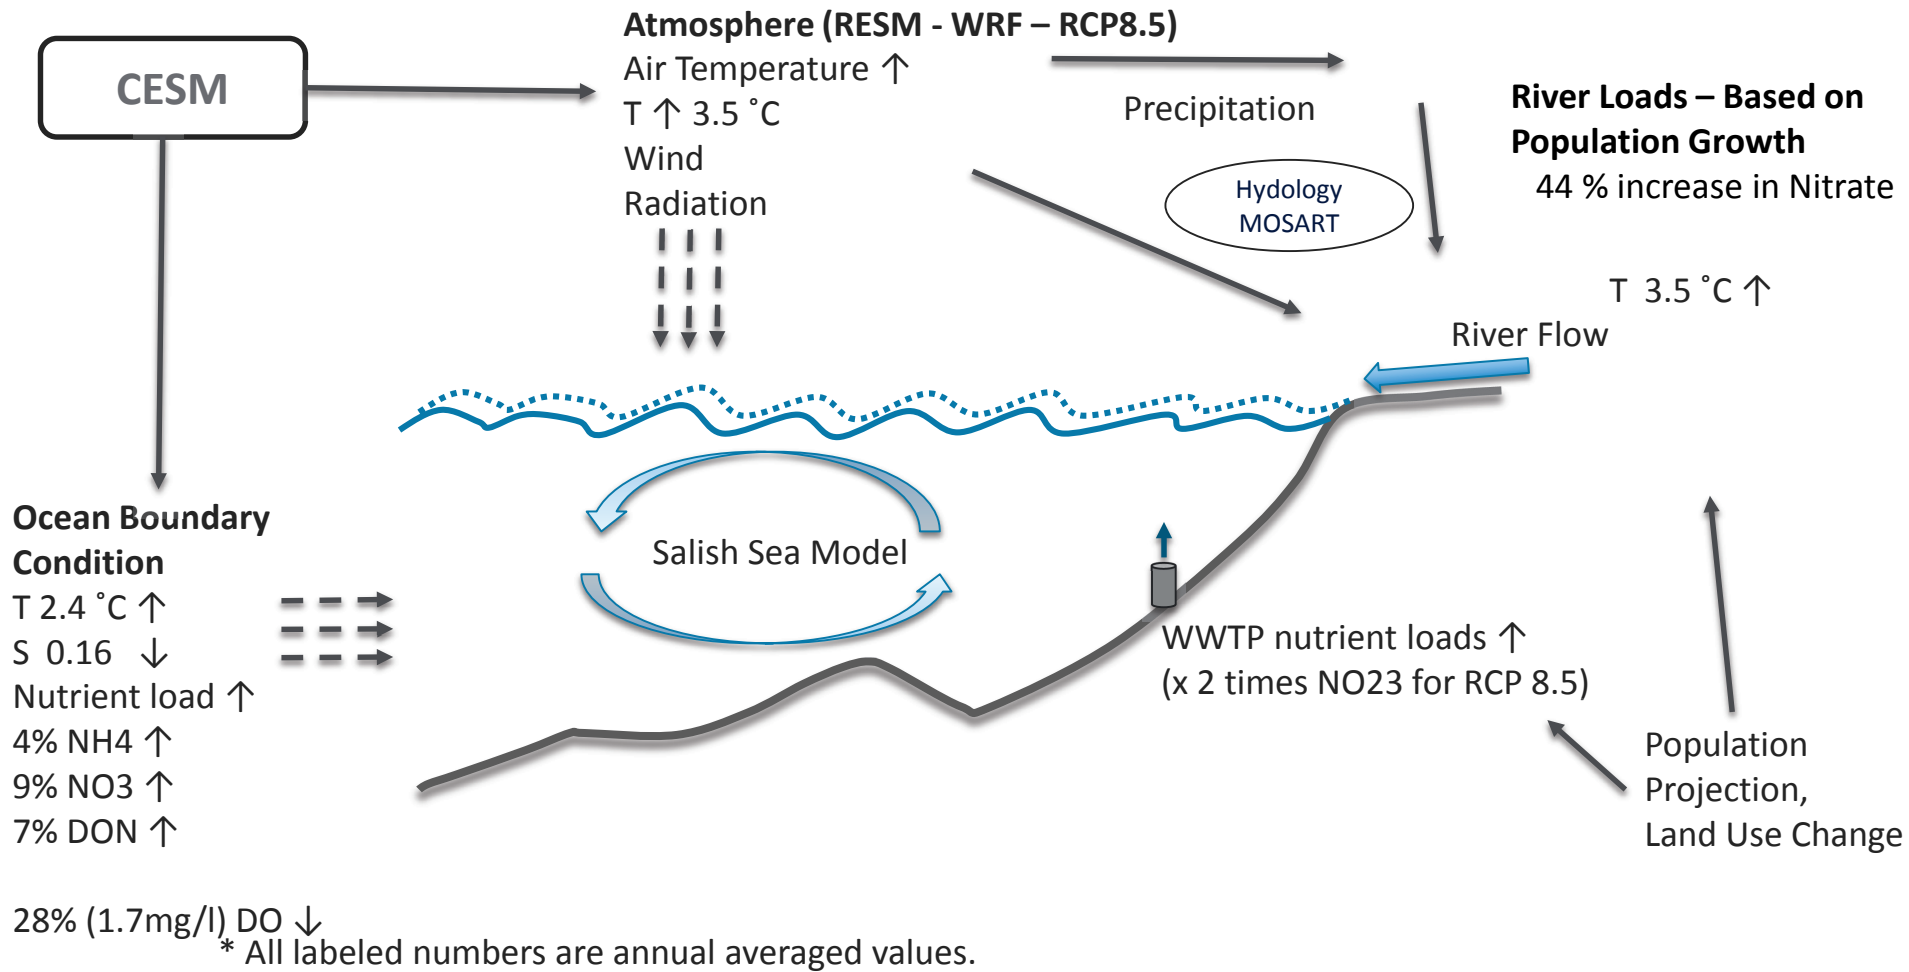 CESM
Atmosphere (RESM - WRF – RCP8.5)
Air Temperature ↑
T ↑ 3.5 ˚C
Wind
Radiation
Precipitation
Hydology
MOSART
River Loads – Based on
Population Growth
44 % increase in Nitrate
T 3.5 ˚C ↑
River Flow
Ocean Boundary
Condition
T 2.4 ˚C ↑
S 0.16 ↓
Nutrient load ↑
4% NH4 ↑
9% NO3 ↑
7% DON ↑
28% (1.7mg/l) DO ↓
Salish Sea Model
WWTP nutrient loads ↑
(x 2 times NO23 for RCP 8.5)
Population
Projection,
Land Use Change
* All labeled numbers are annual averaged values.